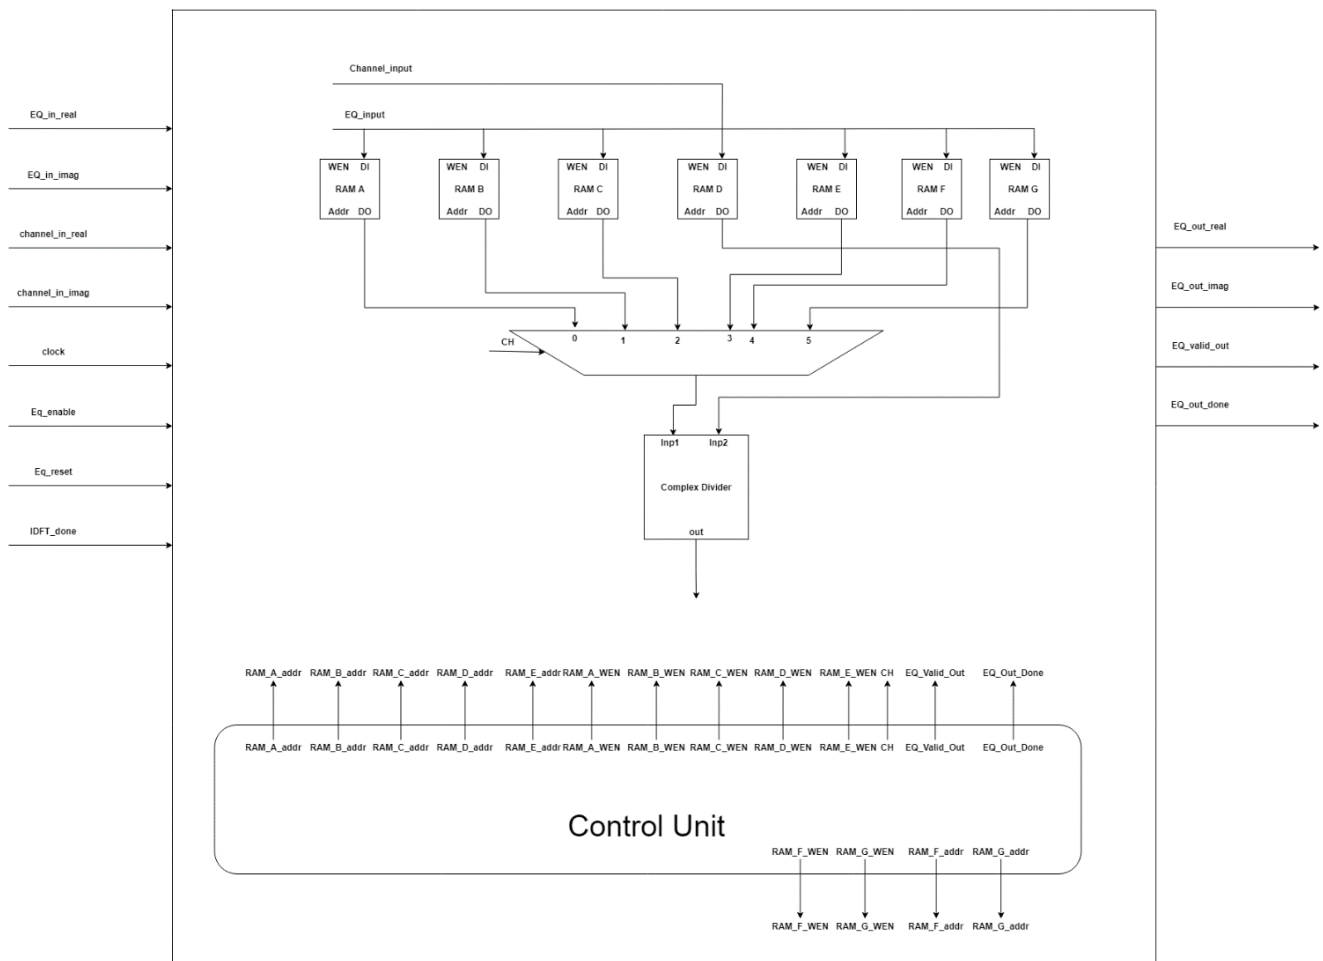 Channel_input
EQ_input
EQ_in_real
EQ_in_imag
channel_in_real
channel_in_imag
clock
Eq_enable
Eq_reset
IDFT_done
WEN DI
RAM A
Addr DO
WEN DI
RAM B
Addr DO
WEN DI
RAM C
Addr DO
WEN DI
RAM D
Addr DO
WEN DI
RAM E
Addr DO
WEN DI
RAM F
Addr DO
WEN DI
RAM G
Addr DO
EQ_out_real
EQ_out_imag
EQ_valid_out
EQ_out_done
CH
0 1 2 3 4 5
Inp1 Inp2
Complex Divider
out
RAM_A_addr RAM_B_addr RAM_C_addr RAM_D_addr RAM_E_addr RAM_A_WEN RAM_B_WEN RAM_C_WEN RAM_D_WEN RAM_E_WEN CH EQ_Valid_Out EQ_Out_Done
RAM_A_addr RAM_B_addr RAM_C_addr RAM_D_addr RAM_E_addr RAM_A_WEN RAM_B_WEN RAM_C_WEN RAM_D_WEN RAM_E_WEN CH EQ_Valid_Out EQ_Out_Done
Control Unit
RAM_F_WEN RAM_G_WEN RAM_F_addr RAM_G_addr
RAM_F_WEN RAM_G_WEN RAM_F_addr RAM_G_addr